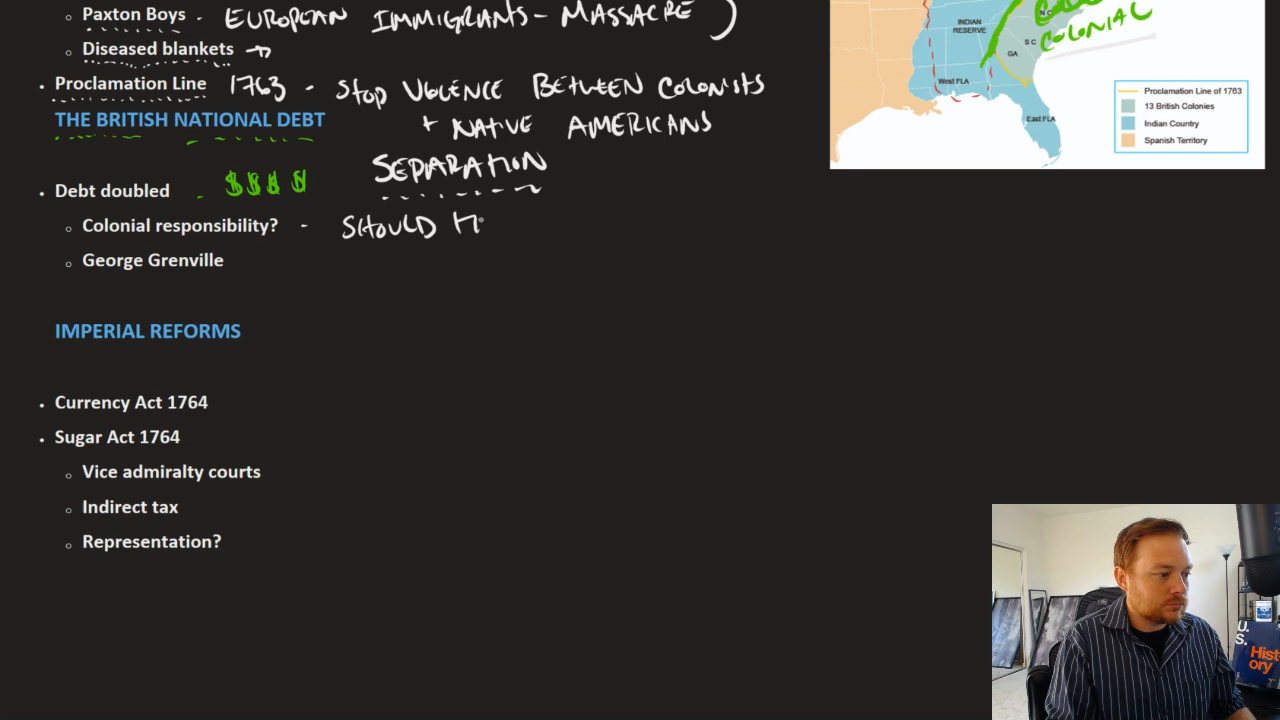 Paxton Boys - EUROPEAN IMMIGRANTS - MASSACRE )
Diseased blankets →
Proclamation Line 1763 - STOP VIOLENCE BETWEEN COLONISTS
+ NATIVE AMERICANS
SEPARATION
THE BRITISH NATIONAL DEBT
Debt doubled - $$$$
Colonial responsibility? - SHOULD
George Grenville
IMPERIAL REFORMS
Currency Act 1764
Sugar Act 1764
Vice admiralty courts
Indirect tax
Representation?
INDIAN
RESERVE
N C
S C
GA
COLONIAL
West FLA
East FLA
Proclamation Line of 1763
13 British Colonies
Indian Country
Spanish Territory
U.
S.
Hist
ory